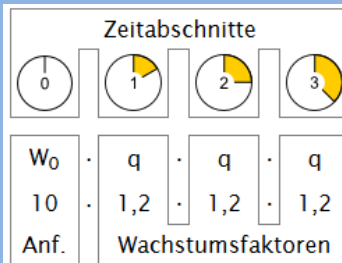 Zeitabschnitte
0 1 2 3
W₀ · q · q · q
10 · 1,2 · 1,2 · 1,2
Anf. Wachstumsfaktoren